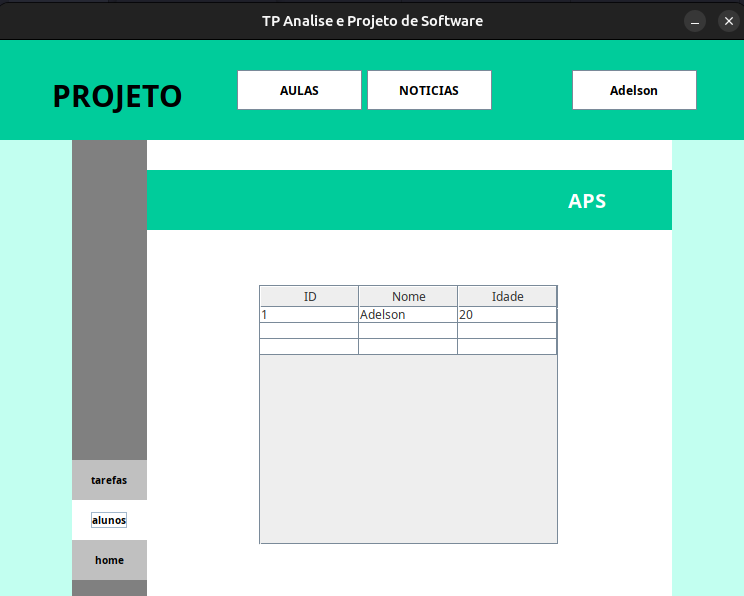 TP Analise e Projeto de Software
PROJETO AULAS NOTICIAS Adelson
APS
ID Nome Idade
1 Adelson 20
tarefas
alunos
home